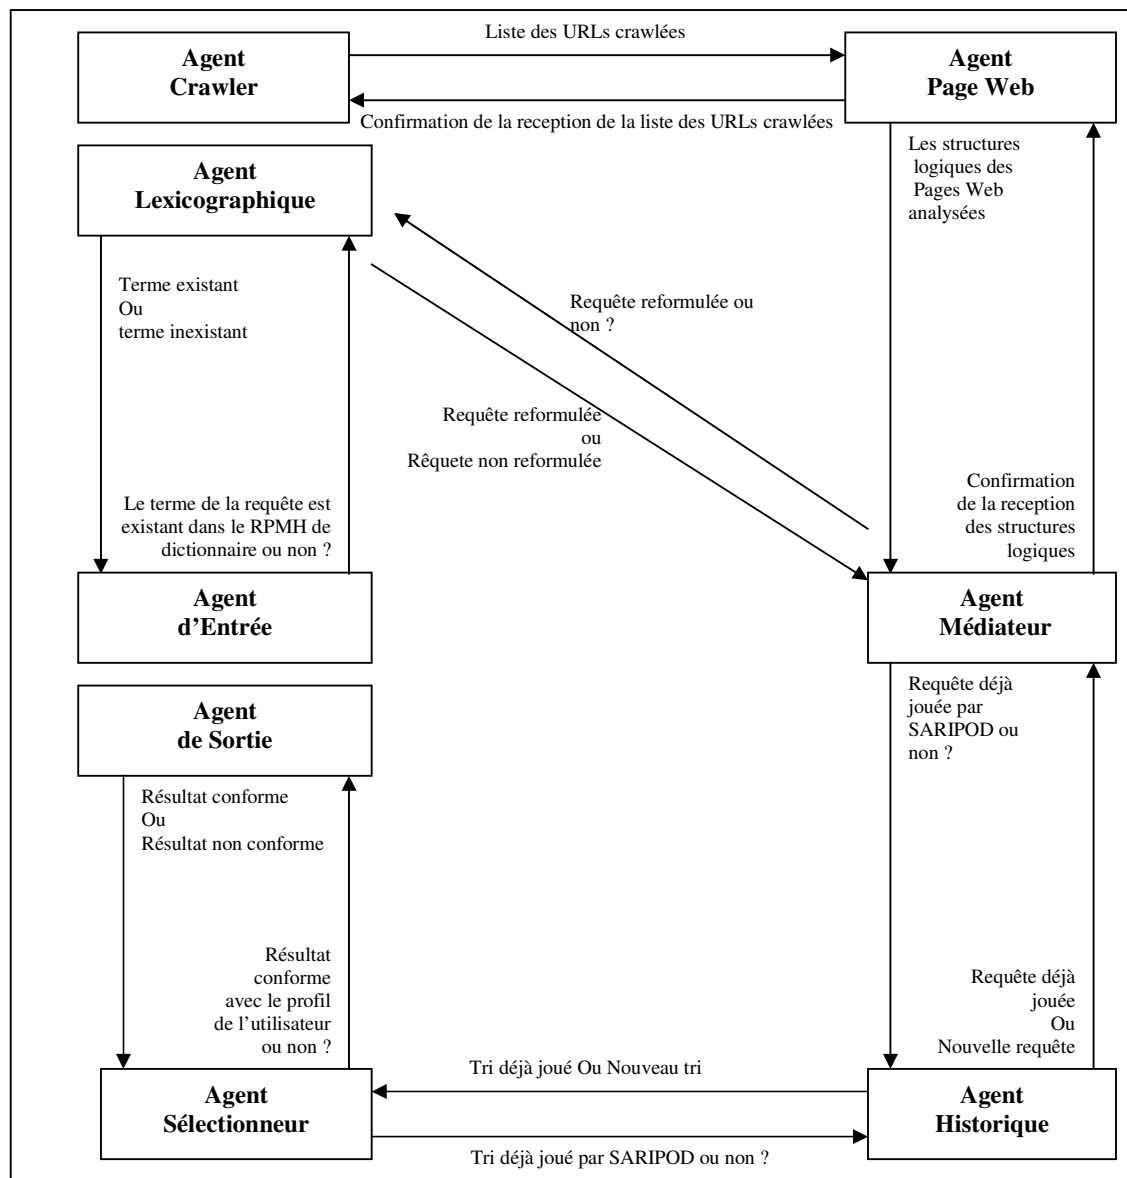 Liste des URLs crawlées
Agent
Crawler
Agent
Page Web
Confirmation de la reception de la liste des URLs crawlées
Les structures
logiques des
Pages Web
analysées
Agent
Lexicographique
Terme existant
Ou
terme inexistant
Requête reformulée ou
non ?
Requête reformulée
ou
Rêquete non reformulée
Le terme de la requête est
existant dans le RPMH de
dictionnaire ou non ?
Confirmation
de la reception
des structures
logiques
Agent
d'Entrée
Agent
Médiateur
Agent
de Sortie
Requête déjà
jouée par
SARIPOD ou
non ?
Résultat conforme
Ou
Résultat non conforme
Résultat
conforme
avec le profil
de l'utilisateur
ou non ?
Requête déjà
jouée
Ou
Nouvelle requête
Tri déjà joué Ou Nouveau tri
Agent
Sélectionneur
Agent
Historique
Tri déjà joué par SARIPOD ou non ?